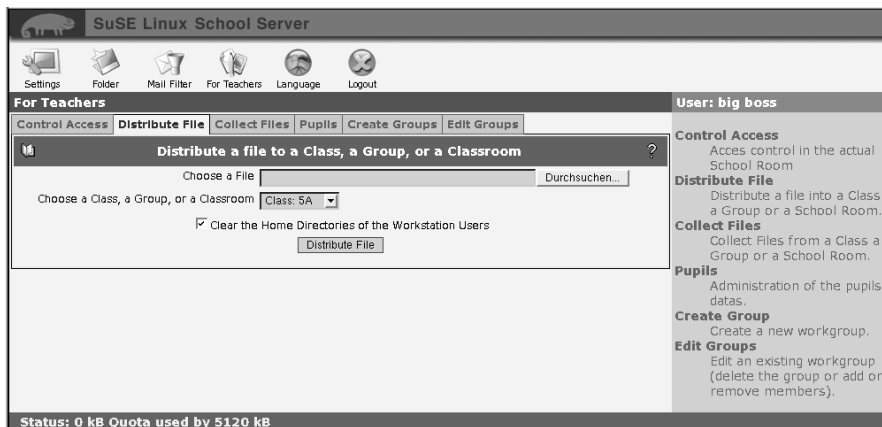 SuSE Linux School Server
Settings Folder Mail Filter For Teachers Language Logout
For Teachers
Control Access Distribute File Collect Files Pupils Create Groups Edit Groups
Distribute a file to a Class, a Group, or a Classroom ?
Choose a File Durchsuchen...
Choose a Class, a Group, or a Classroom Class: 5A
Clear the Home Directories of the Workstation Users
Distribute File
User: big boss
Control Access
Acces control in the actual
School Room
Distribute File
Distribute a file into a Class
a Group or a School Room.
Collect Files
Collect Files from a Class a
Group or a School Room.
Pupils
Administration of the pupils
datas.
Create Group
Create a new workgroup.
Edit Groups
Edit an existing workgroup
(delete the group or add or
remove members).
Status: 0 kB Quota used by 5120 kB